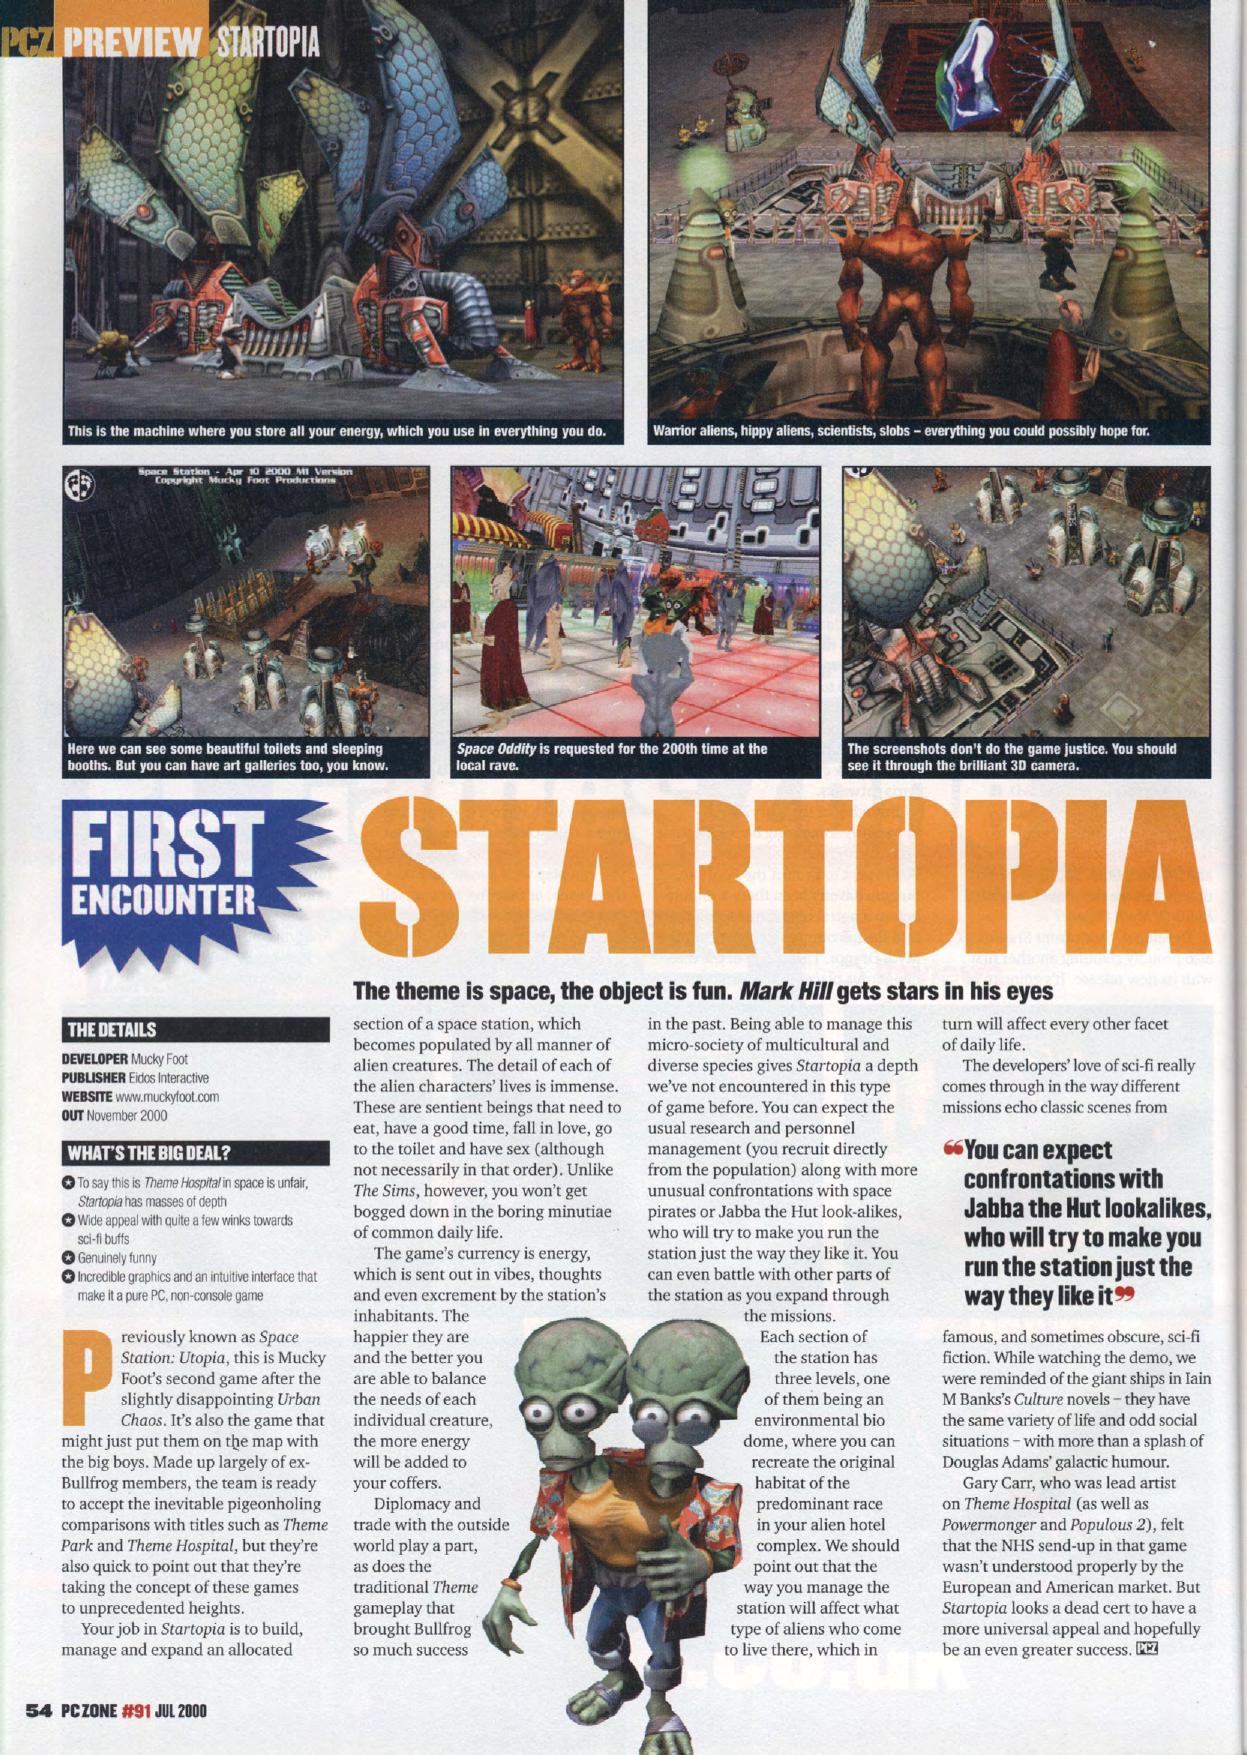 PCZ PREVIEW STARTOPIA
This is the machine where you store all your energy, which you use in everything you do.
Warrior aliens, hippy aliens, scientists, slobs – everything you could possibly hope for.
Space Station - Apr 10 2000 M1 Version
Copyright Mucky Foot Productions
Here we can see some beautiful toilets and sleeping
booths. But you can have art galleries too, you know.
Space Oddity is requested for the 200th time at the
local rave.
The screenshots don't do the game justice. You should
see it through the brilliant 3D camera.
FIRST
ENCOUNTER
STARTOPIA
The theme is space, the object is fun. Mark Hill gets stars in his eyes
THE DETAILS
DEVELOPER Mucky Foot
PUBLISHER Eidos Interactive
WEBSITE www.muckyfoot.com
OUT November 2000
WHAT'S THE BIG DEAL?
To say this is Theme Hospital in space is unfair,
Startopia has masses of depth
Wide appeal with quite a few winks towards
sci-fi buffs
Genuinely funny
Incredible graphics and an intuitive interface that
make it a pure PC, non-console game
Previously known as Space
Station: Utopia, this is Mucky
Foot's second game after the
slightly disappointing Urban
Chaos. It's also the game that
might just put them on the map with
the big boys. Made up largely of ex-
Bullfrog members, the team is ready
to accept the inevitable pigeonholing
comparisons with titles such as Theme
Park and Theme Hospital, but they're
also quick to point out that they're
taking the concept of these games
to unprecedented heights.
Your job in Startopia is to build,
manage and expand an allocated
section of a space station, which
becomes populated by all manner of
alien creatures. The detail of each of
the alien characters' lives is immense.
These are sentient beings that need to
eat, have a good time, fall in love, go
to the toilet and have sex (although
not necessarily in that order). Unlike
The Sims, however, you won't get
bogged down in the boring minutiae
of common daily life.
The game's currency is energy,
which is sent out in vibes, thoughts
and even excrement by the station's
inhabitants. The
happier they are
and the better you
are able to balance
the needs of each
individual creature,
the more energy
will be added to
your coffers.
Diplomacy and
trade with the outside
world play a part,
as does the
traditional Theme
gameplay that
brought Bullfrog
so much success
in the past. Being able to manage this
micro-society of multicultural and
diverse species gives Startopia a depth
we've not encountered in this type
of game before. You can expect the
usual research and personnel
management (you recruit directly
from the population) along with more
unusual confrontations with space
pirates or Jabba the Hut look-alikes,
who will try to make you run the
station just the way they like it. You
can even battle with other parts of
the station as you expand through
the missions.
Each section of
the station has
three levels, one
of them being an
environmental bio
dome, where you can
recreate the original
habitat of the
predominant race
in your alien hotel
complex. We should
point out that the
way you manage the
station will affect what
type of aliens who come
to live there, which in
turn will affect every other facet
of daily life.
The developers' love of sci-fi really
comes through in the way different
missions echo classic scenes from
“You can expect
confrontations with
Jabba the Hut lookalikes,
who will try to make you
run the station just the
way they like it”
famous, and sometimes obscure, sci-fi
fiction. While watching the demo, we
were reminded of the giant ships in Iain
M Banks's Culture novels – they have
the same variety of life and odd social
situations – with more than a splash of
Douglas Adams' galactic humour.
Gary Carr, who was lead artist
on Theme Hospital (as well as
Powermonger and Populous 2), felt
that the NHS send-up in that game
wasn't understood properly by the
European and American market. But
Startopia looks a dead cert to have a
more universal appeal and hopefully
be an even greater success. PCZ
54 PCZONE #91 JUL 2000